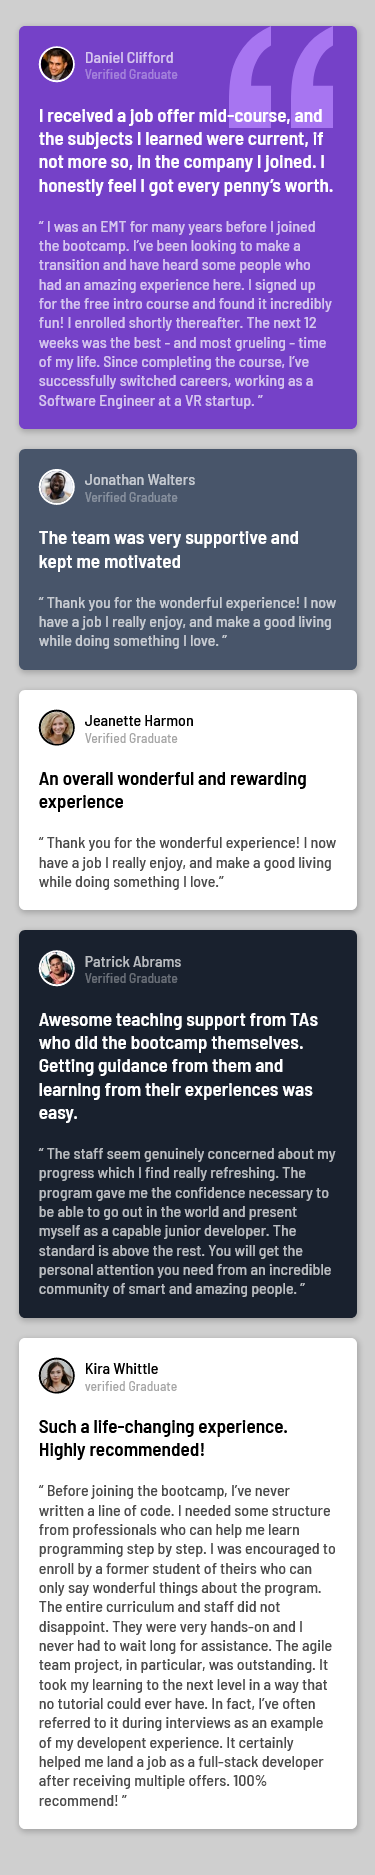 Daniel Clifford
Verified Graduate
I received a job offer mid-course, and
the subjects I learned were current, if
not more so, in the company I joined. I
honestly feel I got every penny’s worth.
“ I was an EMT for many years before I joined
the bootcamp. I’ve been looking to make a
transition and have heard some people who
had an amazing experience here. I signed up
for the free intro course and found it incredibly
fun! I enrolled shortly thereafter. The next 12
weeks was the best - and most grueling - time
of my life. Since completing the course, I’ve
successfully switched careers, working as a
Software Engineer at a VR startup. ”
Jonathan Walters
Verified Graduate
The team was very supportive and
kept me motivated
“ Thank you for the wonderful experience! I now
have a job I really enjoy, and make a good living
while doing something I love. ”
Jeanette Harmon
Verified Graduate
An overall wonderful and rewarding
experience
“ Thank you for the wonderful experience! I now
have a job I really enjoy, and make a good living
while doing something I love.”
Patrick Abrams
Verified Graduate
Awesome teaching support from TAs
who did the bootcamp themselves.
Getting guidance from them and
learning from their experiences was
easy.
“ The staff seem genuinely concerned about my
progress which I find really refreshing. The
program gave me the confidence necessary to
be able to go out in the world and present
myself as a capable junior developer. The
standard is above the rest. You will get the
personal attention you need from an incredible
community of smart and amazing people. ”
Kira Whittle
verified Graduate
Such a life-changing experience.
Highly recommended!
“ Before joining the bootcamp, I’ve never
written a line of code. I needed some structure
from professionals who can help me learn
programming step by step. I was encouraged to
enroll by a former student of theirs who can
only say wonderful things about the program.
The entire curriculum and staff did not
disappoint. They were very hands-on and I
never had to wait long for assistance. The agile
team project, in particular, was outstanding. It
took my learning to the next level in a way that
no tutorial could ever have. In fact, I’ve often
referred to it during interviews as an example
of my developent experience. It certainly
helped me land a job as a full-stack developer
after receiving multiple offers. 100%
recommend! ”